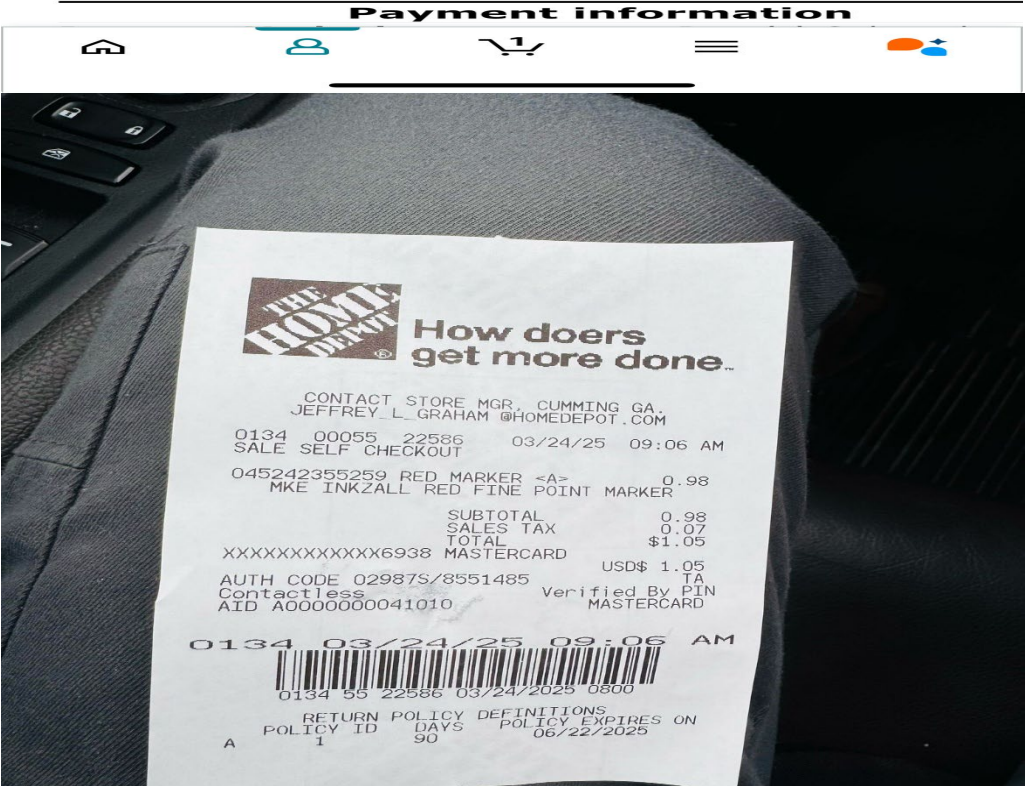 Payment information
1
THE
HOME
DEPOT
How doers
get more done.
CONTACT STORE MGR, CUMMING GA.
JEFFREY_L_GRAHAM @HOMEDEPOT.COM
0134 00055 22586 03/24/25 09:06 AM
SALE SELF CHECKOUT
045242355259 RED MARKER <A> 0.98
MKE INKZALL RED FINE POINT MARKER
SUBTOTAL 0.98
SALES TAX 0.07
TOTAL $1.05
XXXXXXXXXXXX6938 MASTERCARD
USD$ 1.05
AUTH CODE 02987S/8551485 TA
Contactless Verified By PIN
AID A0000000041010 MASTERCARD
0134 03/24/25 09:06 AM
0134 55 22586 03/24/2025 0800
RETURN POLICY DEFINITIONS
POLICY ID DAYS POLICY EXPIRES ON
A 1 90 06/22/2025